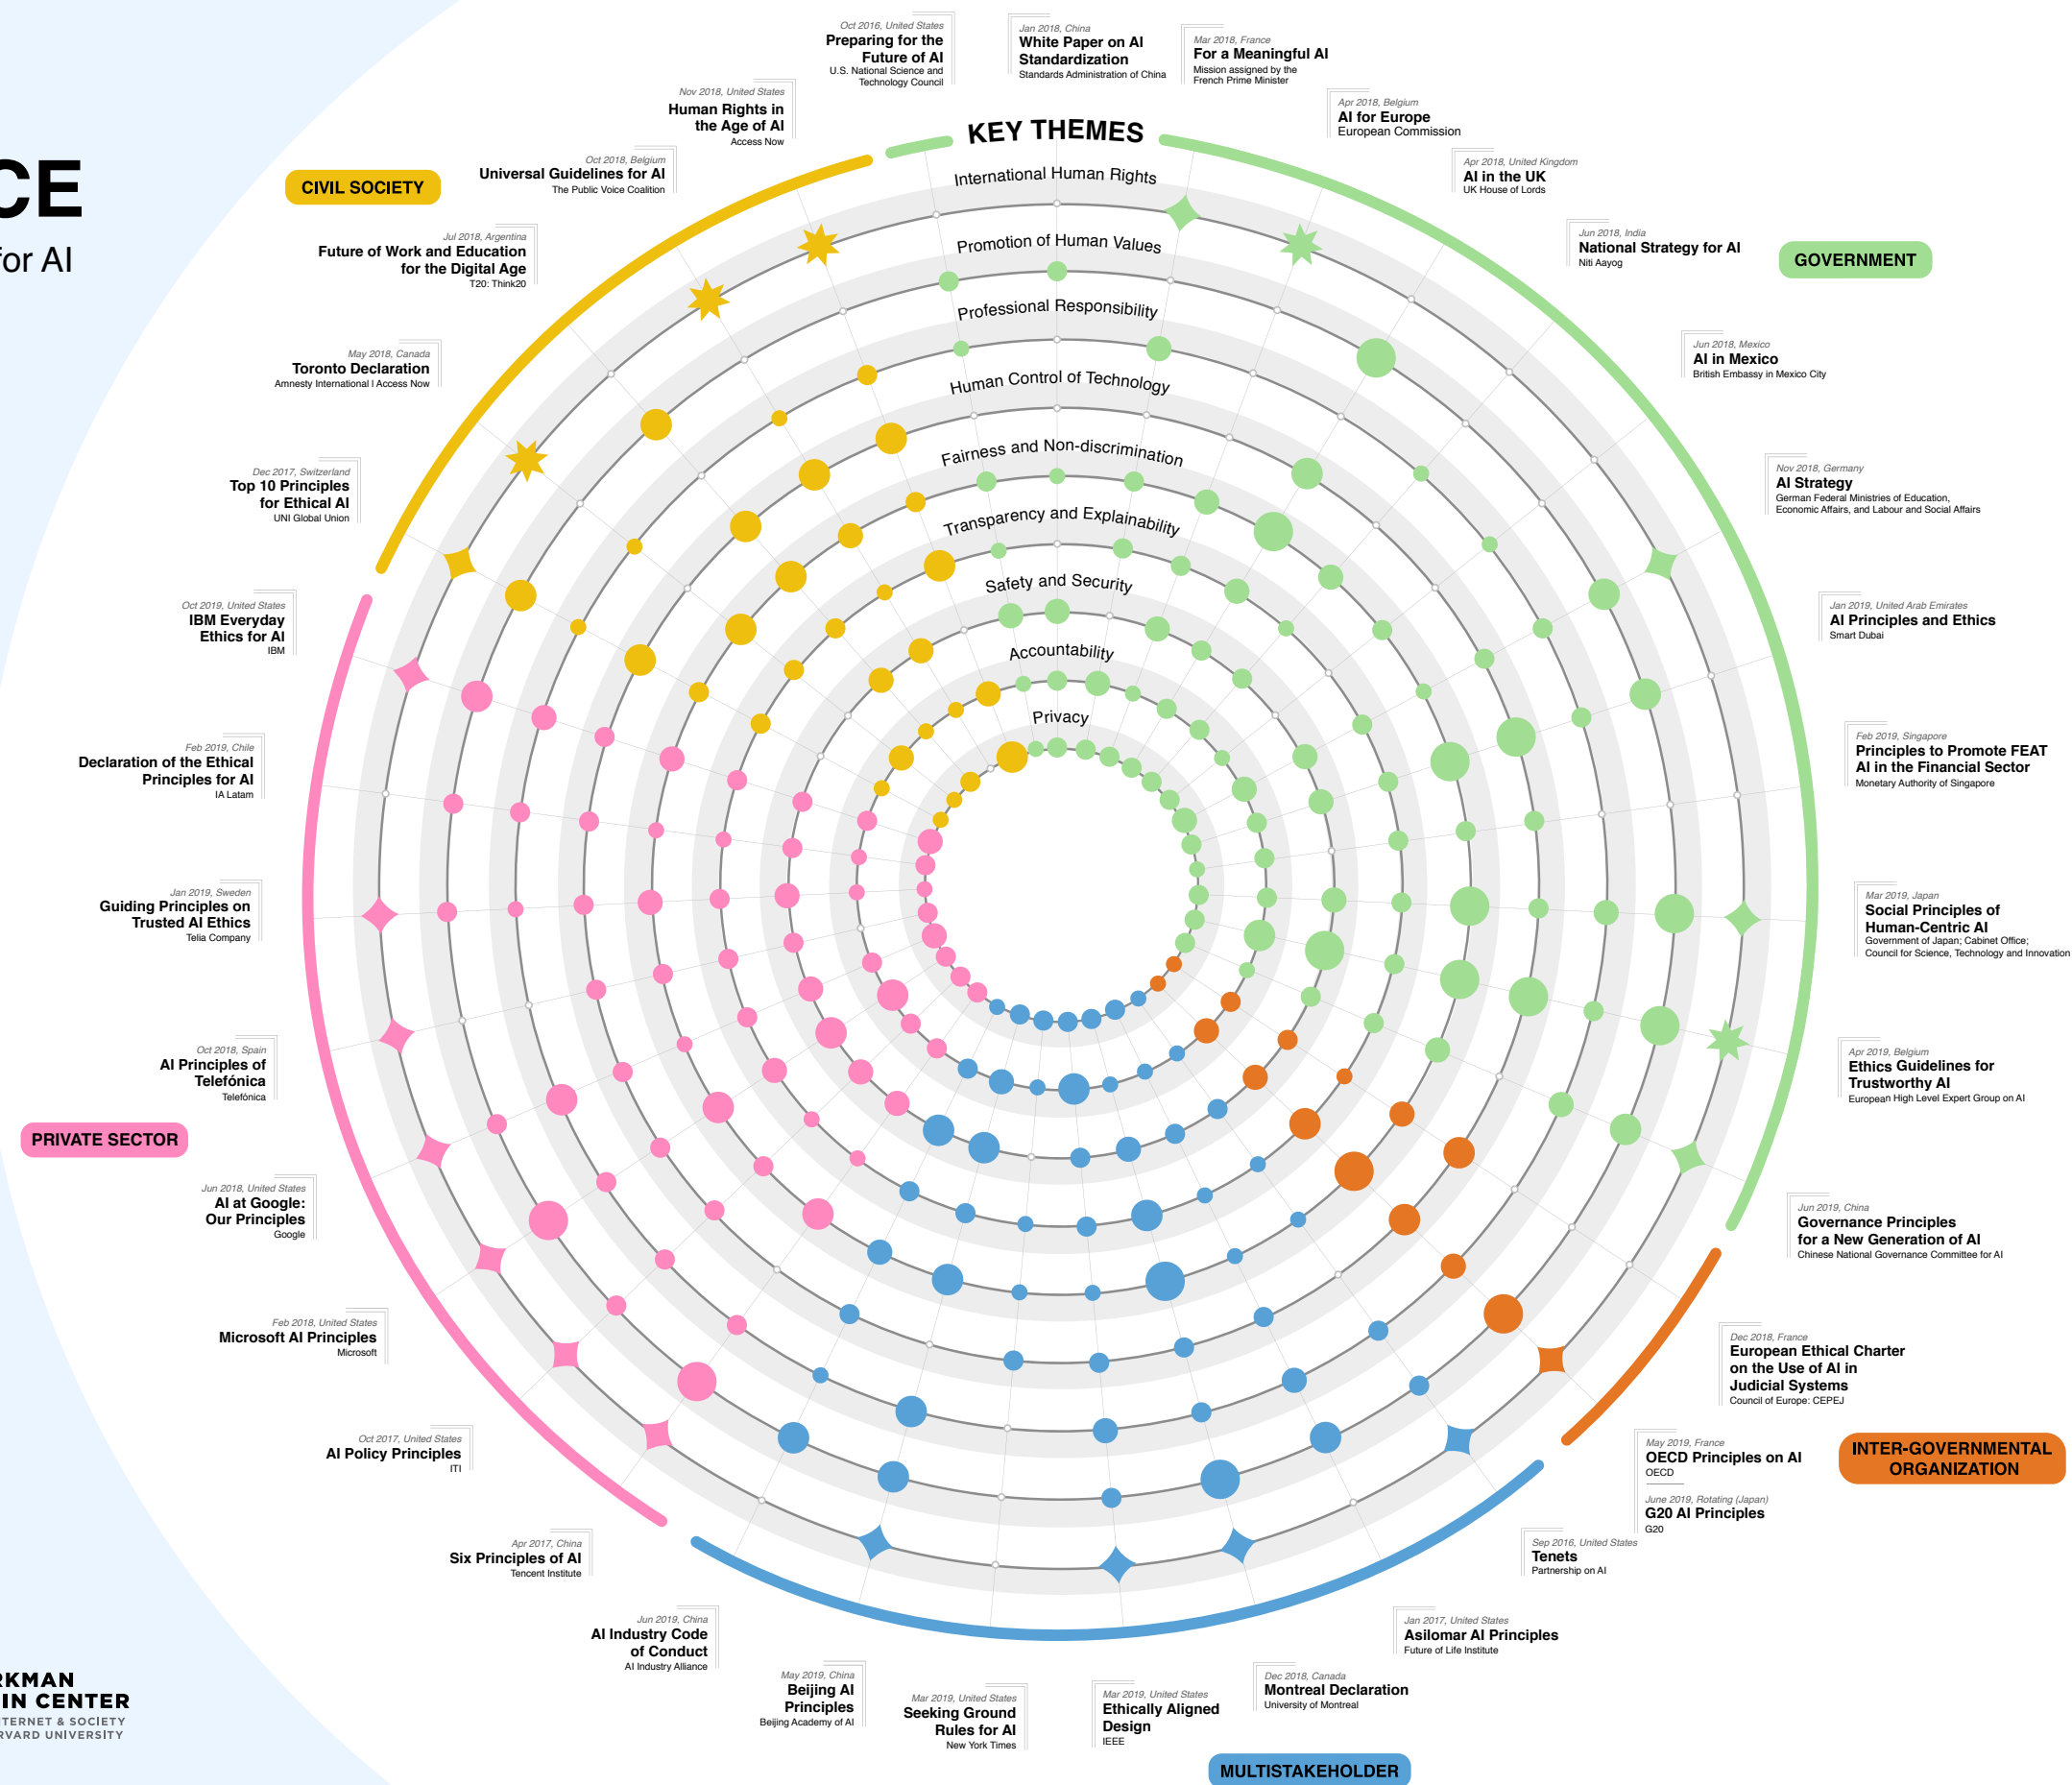 CE
for AI
KEY THEMES
International Human Rights
Promotion of Human Values
Professional Responsibility
Human Control of Technology
Fairness and Non-discrimination
Transparency and Explainability
Safety and Security
Accountability
Privacy
Oct 2016, United States
Preparing for the
Future of AI
U.S. National Science and
Technology Council
Jan 2018, China
White Paper on AI
Standardization
Standards Administration of China
Mar 2018, France
For a Meaningful AI
Mission assigned by the
French Prime Minister
Apr 2018, Belgium
AI for Europe
European Commission
Apr 2018, United Kingdom
AI in the UK
UK House of Lords
Jun 2018, India
National Strategy for AI
Niti Aayog
GOVERNMENT
Jun 2018, Mexico
AI in Mexico
British Embassy in Mexico City
Nov 2018, Germany
AI Strategy
German Federal Ministries of Education,
Economic Affairs, and Labour and Social Affairs
Jan 2019, United Arab Emirates
AI Principles and Ethics
Smart Dubai
Feb 2019, Singapore
Principles to Promote FEAT
AI in the Financial Sector
Monetary Authority of Singapore
Mar 2019, Japan
Social Principles of
Human-Centric AI
Government of Japan; Cabinet Office;
Council for Science, Technology and Innovation
Apr 2019, Belgium
Ethics Guidelines for
Trustworthy AI
European High Level Expert Group on AI
Jun 2019, China
Governance Principles
for a New Generation of AI
Chinese National Governance Committee for AI
Dec 2018, France
European Ethical Charter
on the Use of AI in
Judicial Systems
Council of Europe: CEPEJ
INTER-GOVERNMENTAL
ORGANIZATION
May 2019, France
OECD Principles on AI
OECD
June 2019, Rotating (Japan)
G20 AI Principles
G20
Sep 2016, United States
Tenets
Partnership on AI
Jan 2017, United States
Asilomar AI Principles
Future of Life Institute
Dec 2018, Canada
Montreal Declaration
University of Montreal
MULTISTAKEHOLDER
Mar 2019, United States
Ethically Aligned
Design
IEEE
Mar 2019, United States
Seeking Ground
Rules for AI
New York Times
May 2019, China
Beijing AI
Principles
Beijing Academy of AI
Jun 2019, China
AI Industry Code
of Conduct
AI Industry Alliance
Apr 2017, China
Six Principles of AI
Tencent Institute
Oct 2017, United States
AI Policy Principles
ITI
Feb 2018, United States
Microsoft AI Principles
Microsoft
Jun 2018, United States
AI at Google:
Our Principles
Google
PRIVATE SECTOR
Oct 2018, Spain
AI Principles of
Telefónica
Telefónica
Jan 2019, Sweden
Guiding Principles on
Trusted AI Ethics
Telia Company
Feb 2019, Chile
Declaration of the Ethical
Principles for AI
IA Latam
Oct 2019, United States
IBM Everyday
Ethics for AI
IBM
Dec 2017, Switzerland
Top 10 Principles
for Ethical AI
UNI Global Union
May 2018, Canada
Toronto Declaration
Amnesty International | Access Now
Jul 2018, Argentina
Future of Work and Education
for the Digital Age
T20: Think20
CIVIL SOCIETY
Oct 2018, Belgium
Universal Guidelines for AI
The Public Voice Coalition
Nov 2018, United States
Human Rights in
the Age of AI
Access Now
RKMAN
IN CENTER
TERNET & SOCIETY
RVARD UNIVERSITY